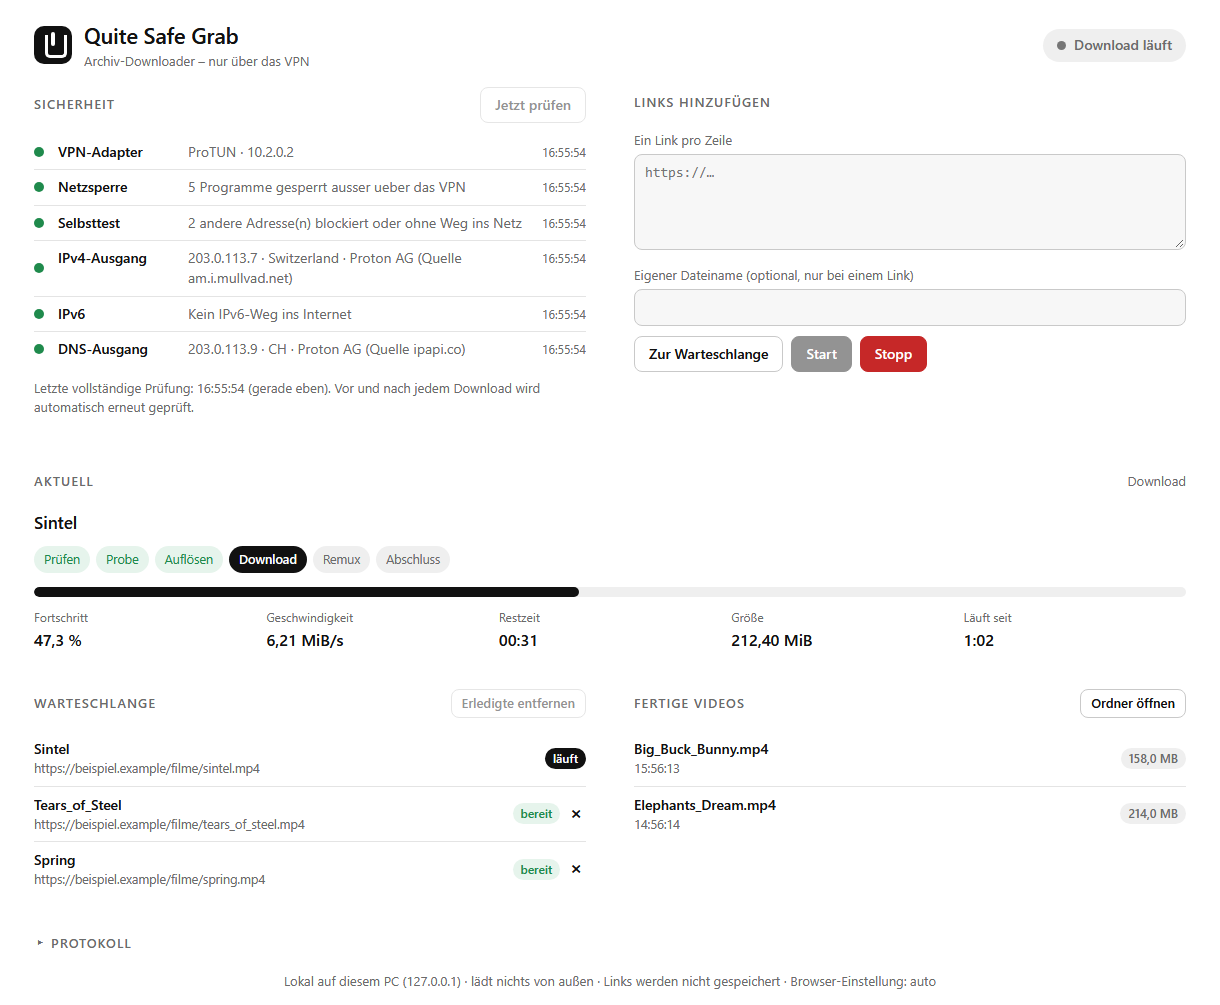 Quite Safe Grab
Archiv-Downloader – nur über das VPN
Download läuft
SICHERHEIT
Jetzt prüfen
VPN-Adapter ProTUN · 10.2.0.2 16:55:54
Netzsperre 5 Programme gesperrt ausser ueber das VPN 16:55:54
Selbsttest 2 andere Adresse(n) blockiert oder ohne Weg ins Netz 16:55:54
IPv4-Ausgang 203.0.113.7 · Switzerland · Proton AG (Quelle 16:55:54
am.i.mullvad.net)
IPv6 Kein IPv6-Weg ins Internet 16:55:54
DNS-Ausgang 203.0.113.9 · CH · Proton AG (Quelle ipapi.co) 16:55:54
Letzte vollständige Prüfung: 16:55:54 (gerade eben). Vor und nach jedem Download wird
automatisch erneut geprüft.
LINKS HINZUFÜGEN
Ein Link pro Zeile
https://…
Eigener Dateiname (optional, nur bei einem Link)
Zur Warteschlange Start Stopp
AKTUELL Download
Sintel
Prüfen Probe Auflösen Download Remux Abschluss
Fortschritt Geschwindigkeit Restzeit Größe Läuft seit
47,3 % 6,21 MiB/s 00:31 212,40 MiB 1:02
WARTESCHLANGE Erledigte entfernen
Sintel
https://beispiel.example/filme/sintel.mp4
läuft
Tears_of_Steel
https://beispiel.example/filme/tears_of_steel.mp4
bereit ✕
Spring
https://beispiel.example/filme/spring.mp4
bereit ✕
FERTIGE VIDEOS Ordner öffnen
Big_Buck_Bunny.mp4
15:56:13
158,0 MB
Elephants_Dream.mp4
14:56:14
214,0 MB
PROTOKOLL
Lokal auf diesem PC (127.0.0.1) · lädt nichts von außen · Links werden nicht gespeichert · Browser-Einstellung: auto